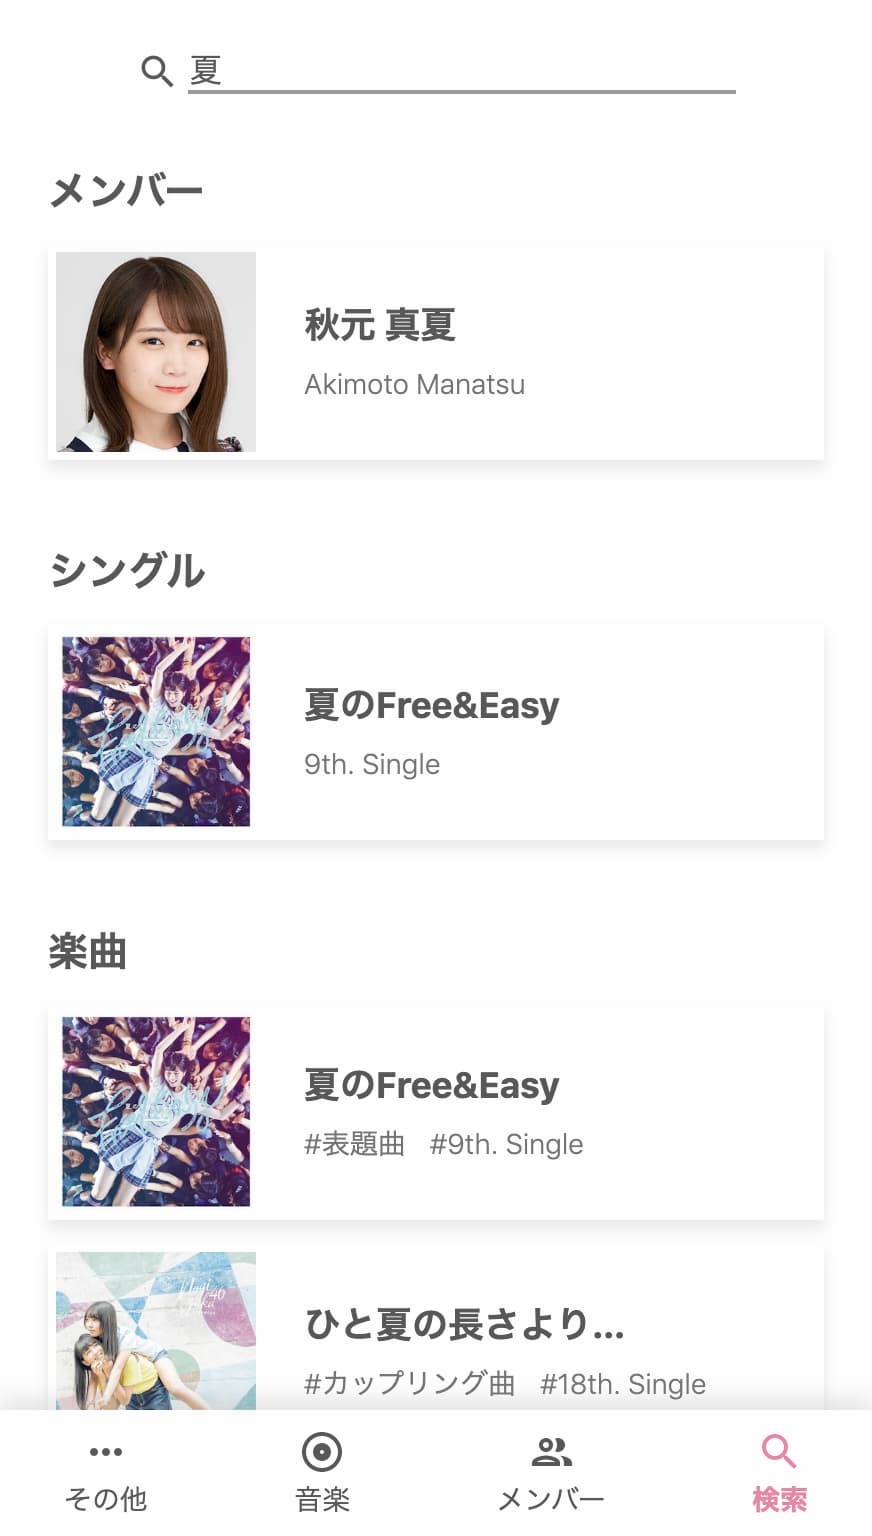 夏
メンバー
秋元 真夏
Akimoto Manatsu
シングル
夏のFree&Easy
9th. Single
楽曲
夏のFree&Easy
#表題曲 #9th. Single
ひと夏の長さより...
#カップリング曲 #18th. Single
その他
音楽
メンバー
検索